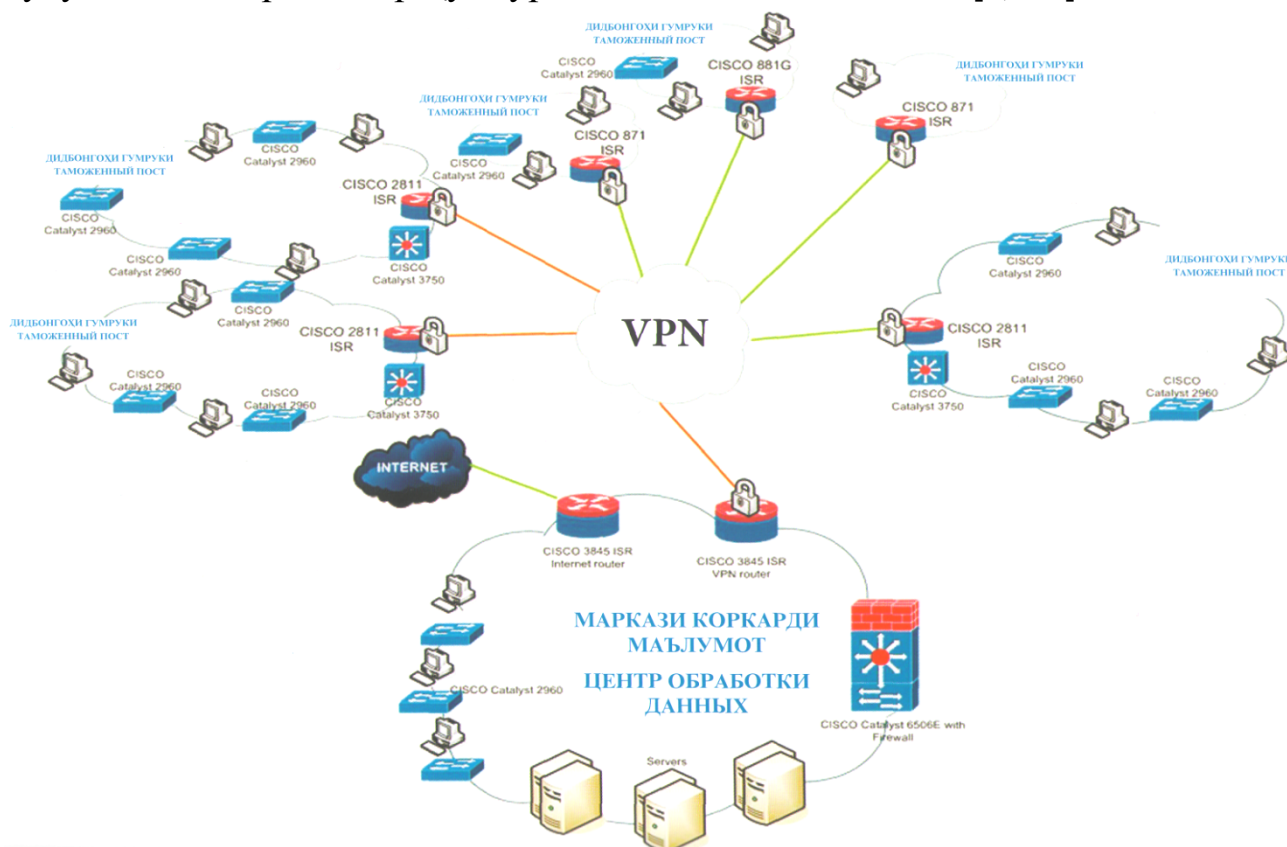 ДИДБОНГОҲИ ГУМРУКИ
ТАМОЖЕННЫЙ ПОСТ
CISCO
Catalyst 2960
CISCO 881G
ISR
ДИДБОНГОҲИ ГУМРУКИ
ТАМОЖЕННЫЙ ПОСТ
CISCO 871
ISR
ДИДБОНГОҲИ ГУМРУКИ
ТАМОЖЕННЫЙ ПОСТ
CISCO 871
ISR
CISCO
Catalyst 2960
CISCO
Catalyst 2960
ДИДБОНГОҲИ ГУМРУКИ
ТАМОЖЕННЫЙ ПОСТ
CISCO 2811
ISR
CISCO
Catalyst 2960
CISCO
Catalyst 2960
CISCO
Catalyst 3750
CISCO
Catalyst 2960
ДИДБОНГОҲИ ГУМРУКИ
ТАМОЖЕННЫЙ ПОСТ
CISCO 2811
ISR
CISCO
Catalyst 2960
CISCO
Catalyst 2960
CISCO
Catalyst 3750
VPN
CISCO
Catalyst 2960
ДИДБОНГОҲИ ГУМРУКИ
ТАМОЖЕННЫЙ ПОСТ
CISCO 2811
ISR
CISCO
Catalyst 3750
CISCO
Catalyst 2960
CISCO
Catalyst 2960
INTERNET
CISCO 3845 ISR
Internet router
CISCO 3845 ISR
VPN router
МАРКАЗИ КОРКАРДИ
МАЪЛУМОТ
ЦЕНТР ОБРАБОТКИ
ДАННЫХ
CISCO Catalyst 2960
CISCO Catalyst 6506E with
Firewall
Servers